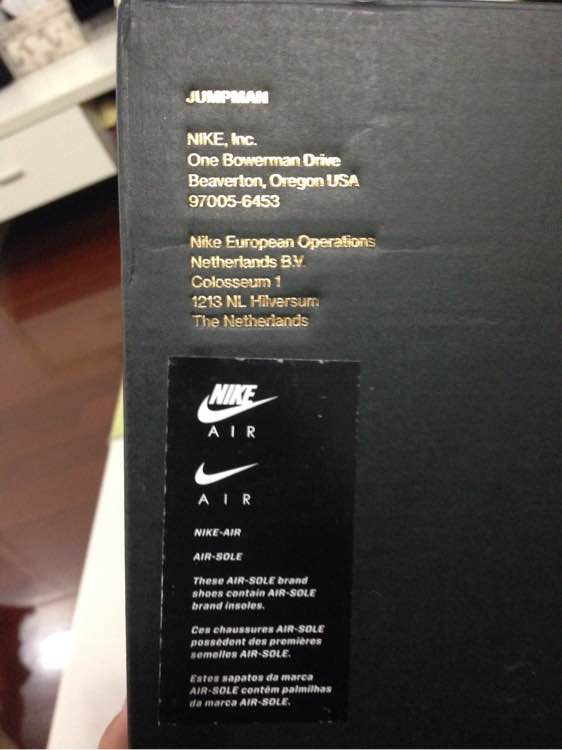 JUMPMAN
NIKE, Inc.
One Bowerman Drive
Beaverton, Oregon USA
97005-6453
Nike European Operations
Netherlands B.V.
Colosseum 1
1213 NL Hilversum
The Netherlands
NIKE
AIR
AIR
NIKE-AIR
AIR-SOLE
These AIR-SOLE brand
shoes contain AIR-SOLE
brand insoles.
Ces chaussures AIR-SOLE
possèdent des premières
semelles AIR-SOLE.
Estes sapatos da marca
AIR-SOLE contêm palmilhas
da marca AIR-SOLE.